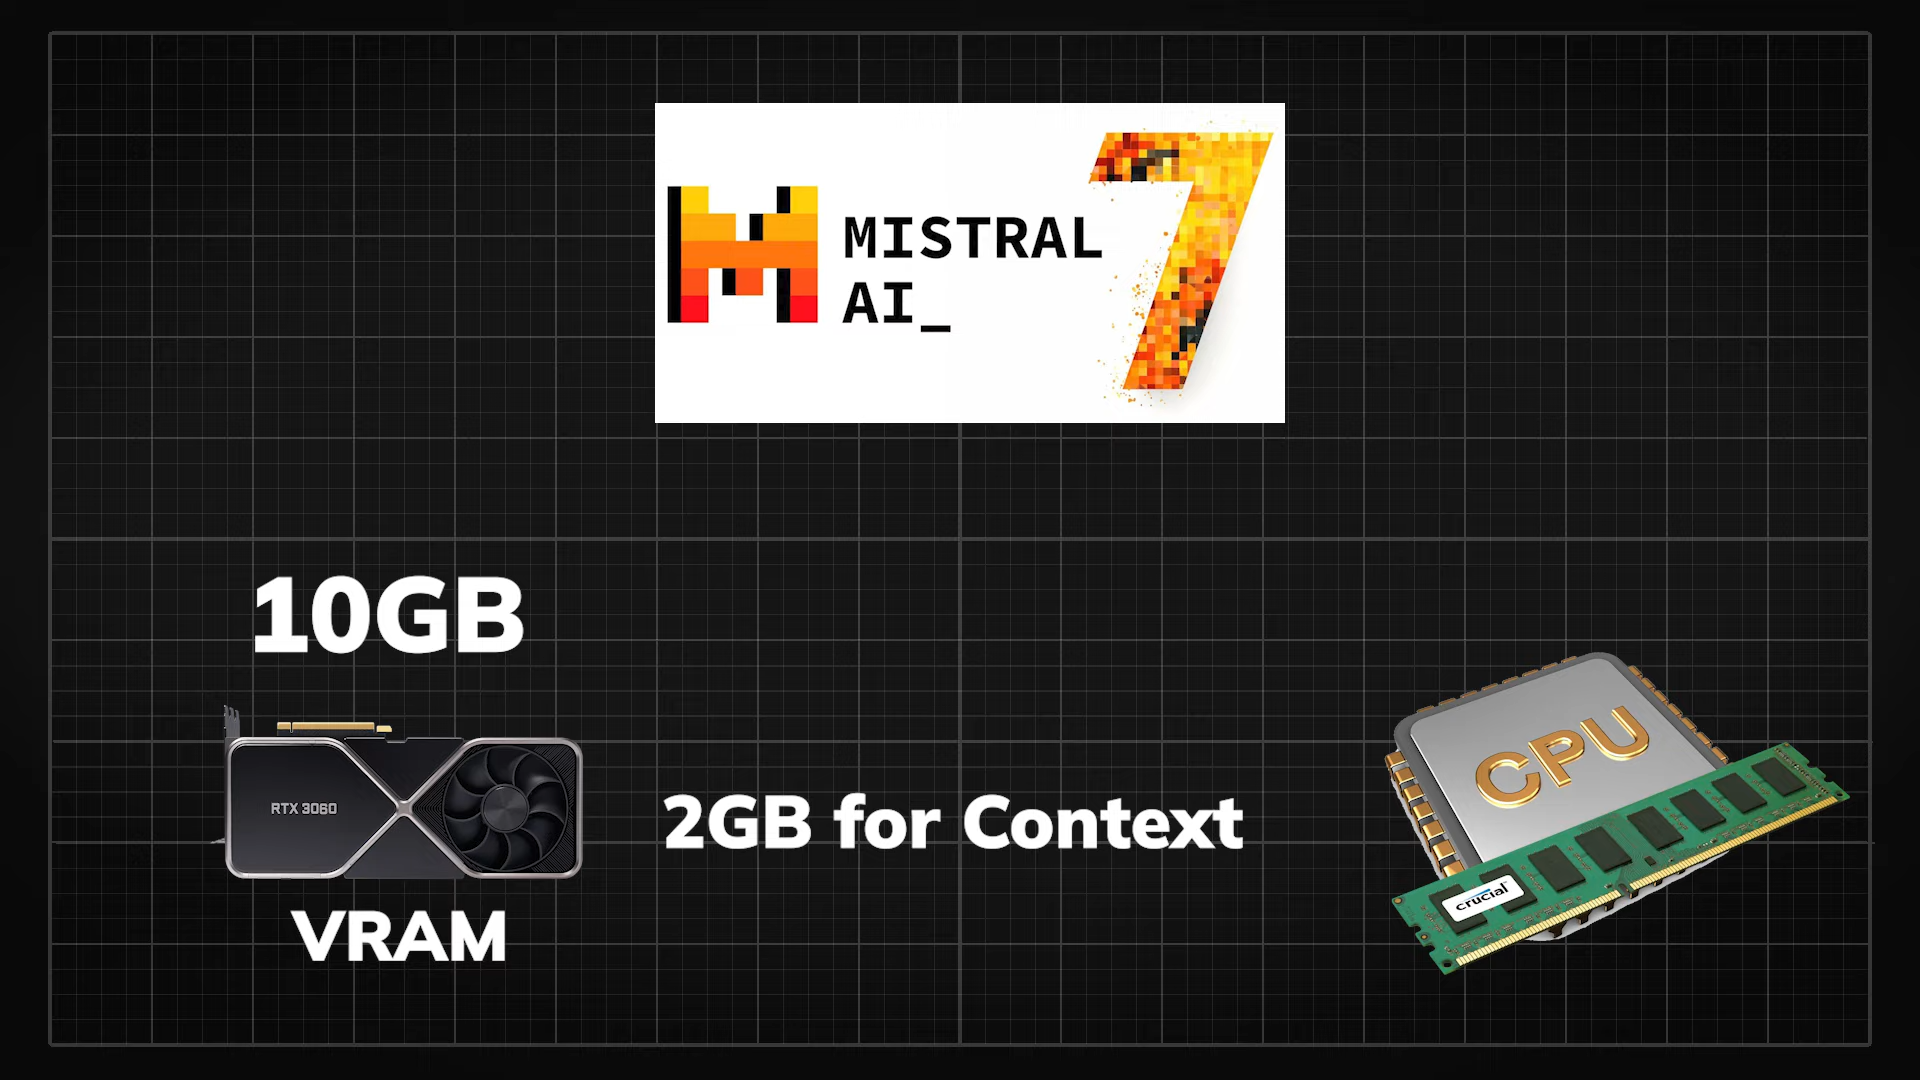 MISTRAL
AI_
7
10GB
RTX 3060
2GB for Context
VRAM
CPU
crucial